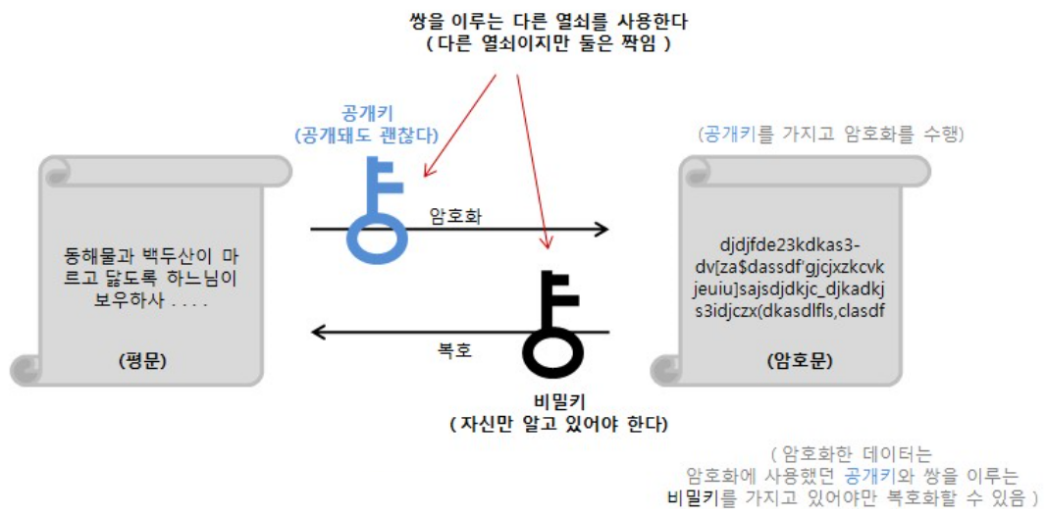 쌍을 이루는 다른 열쇠를 사용한다
( 다른 열쇠이지만 둘은 짝임 )
공개키
(공개돼도 괜찮다)
(공개키를 가지고 암호화를 수행)
암호화
동해물과 백두산이 마
르고 닳도록 하느님이
보우하사 . . . .
(평문)
djdjfde23kdkas3-
dv[za$dassdf'gjcjxzkcvk
jeuiu]sajsdjdkjc_djkadkj
s3idjczx(dkasdlfls,clasdf
(암호문)
복호
비밀키
( 자신만 알고 있어야 한다)
( 암호화한 데이터는
암호화에 사용했던 공개키와 쌍을 이루는
비밀키를 가지고 있어야만 복호화할 수 있음 )